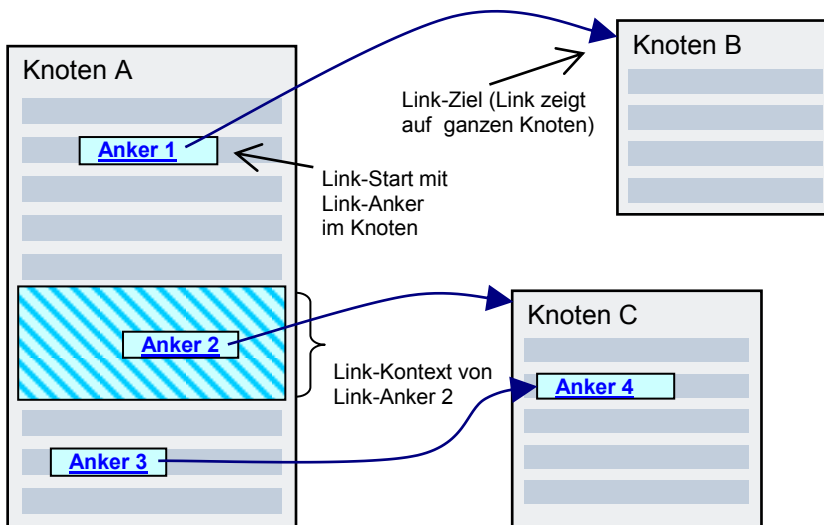 Knoten A
Anker 1
Link-Start mit
Link-Anker
im Knoten
Link-Ziel (Link zeigt
auf ganzen Knoten)
Knoten B
Anker 2
Link-Kontext von
Link-Anker 2
Anker 3
Knoten C
Anker 4